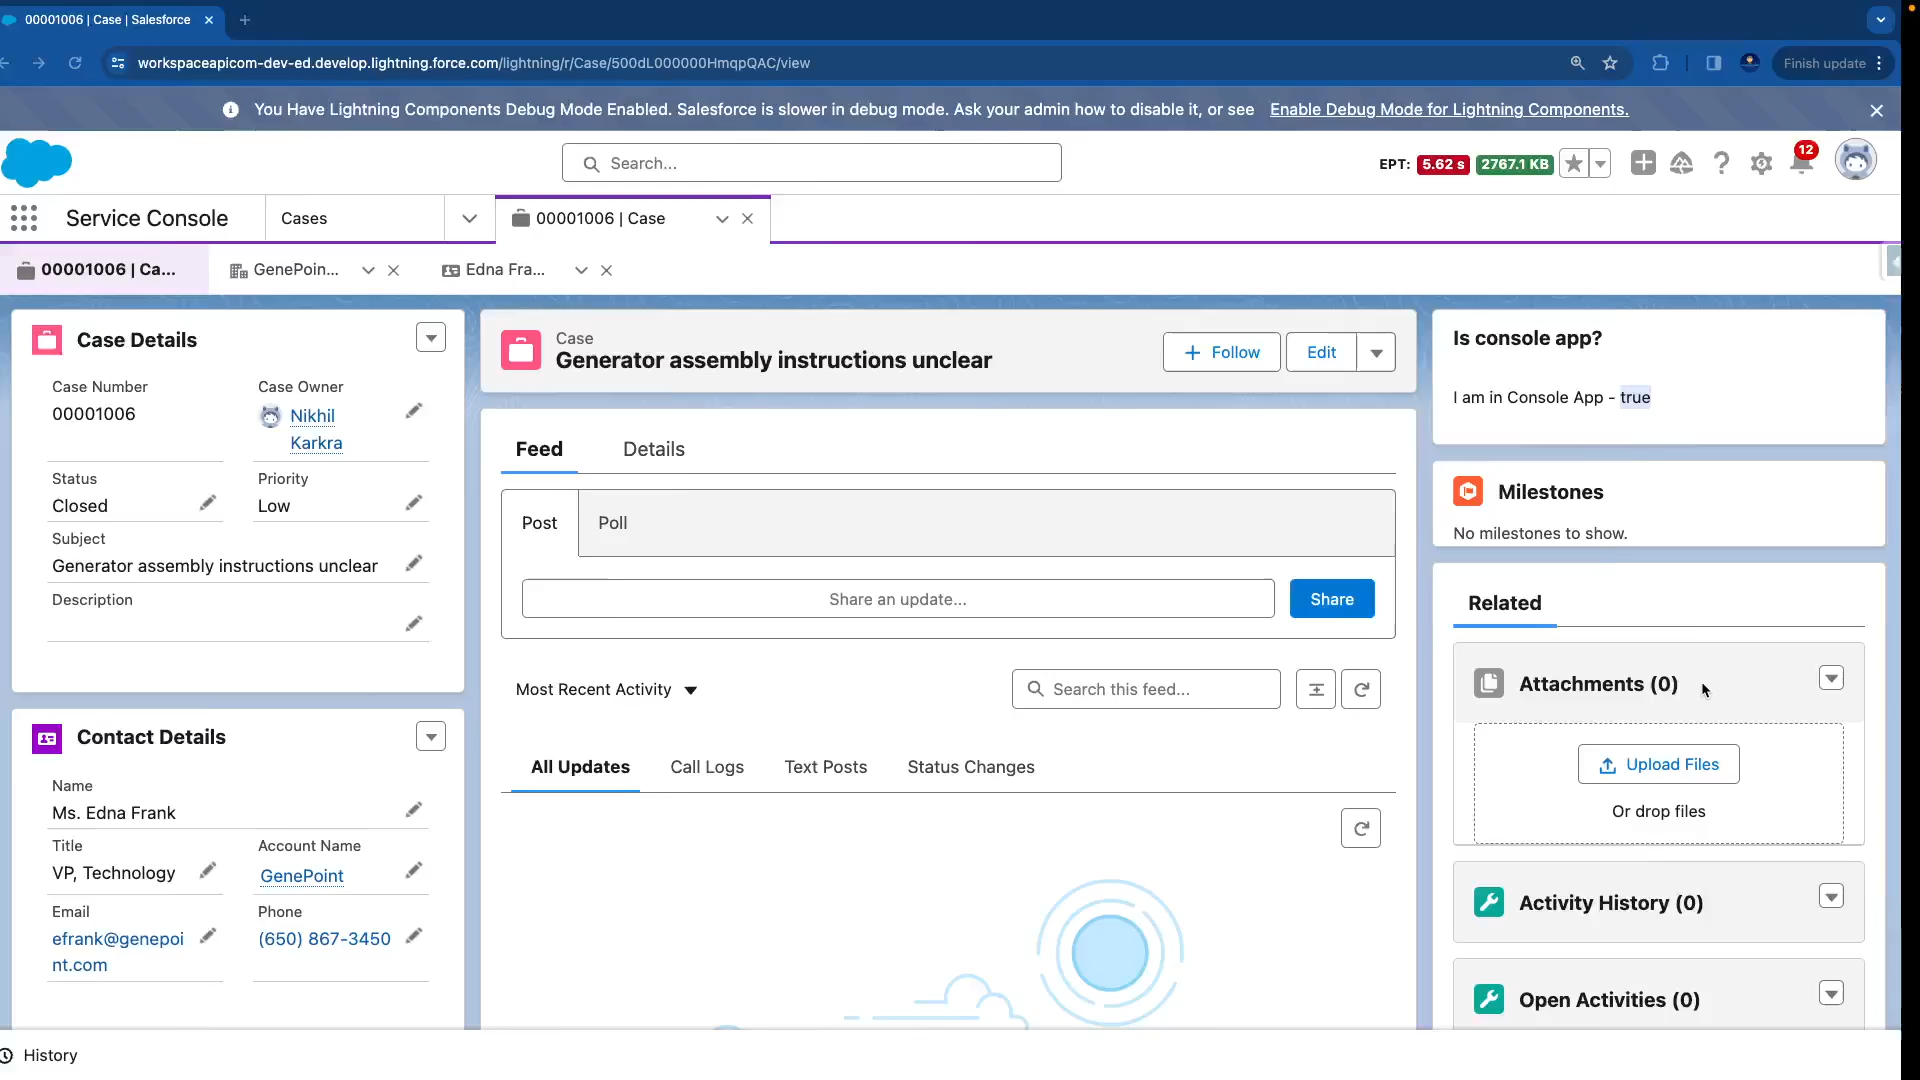 00001006 | Case | Salesforce
workspaceapicom-dev-ed.develop.lightning.force.com/lightning/r/Case/500dL000000HmqpQAC/view
Finish update
You Have Lightning Components Debug Mode Enabled. Salesforce is slower in debug mode. Ask your admin how to disable it, or see Enable Debug Mode for Lightning Components.
Search...
EPT: 5.62 s 2767.1 KB
12
Service Console
Cases
00001006 | Case
00001006 | Ca...
GenePoin...
Edna Fra...
Case Details
Case Number
00001006
Case Owner
Nikhil
Karkra
Status
Closed
Priority
Low
Subject
Generator assembly instructions unclear
Description
Contact Details
Name
Ms. Edna Frank
Title
VP, Technology
Account Name
GenePoint
Email
efrank@genepoi
nt.com
Phone
(650) 867-3450
Case
Generator assembly instructions unclear
Follow
Edit
Feed
Details
Post
Poll
Share an update...
Share
Most Recent Activity
Search this feed...
All Updates
Call Logs
Text Posts
Status Changes
Is console app?
I am in Console App - true
Milestones
No milestones to show.
Related
Attachments (0)
Upload Files
Or drop files
Activity History (0)
Open Activities (0)
History